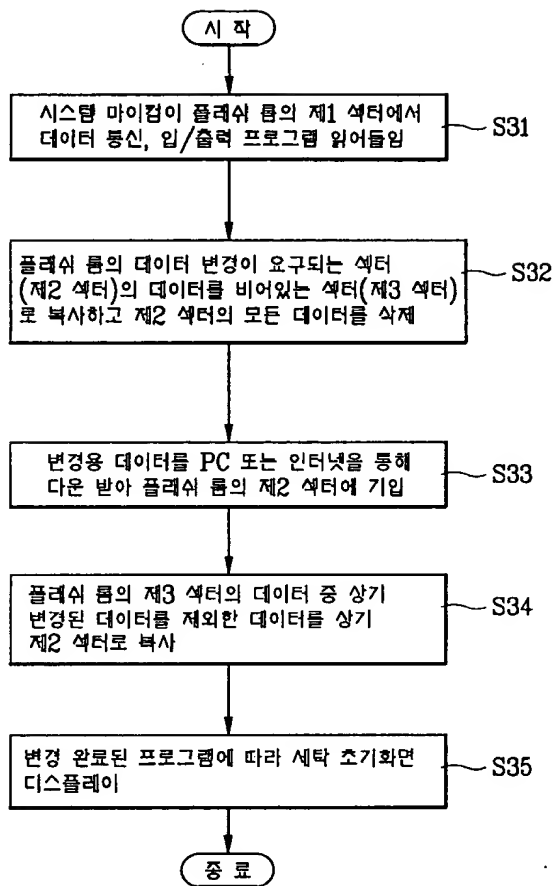 시 작
시스템 마이컴이 플래쉬 롬의 제1 섹터에서
데이터 통신, 입/출력 프로그램 읽어들임
S31
플래쉬 롬의 데이터 변경이 요구되는 섹터
(제2 섹터)의 데이터를 비어있는 섹터(제3 섹터)
로 복사하고 제2 섹터의 모든 데이터를 삭제
S32
변경용 데이터를 PC 또는 인터넷을 통해
다운 받아 플래쉬 롬의 제2 섹터에 기입
S33
플래쉬 롬의 제3 섹터의 데이터 중 상기
변경된 데이터를 제외한 데이터를 상기
제2 섹터로 복사
S34
변경 완료된 프로그램에 따라 세탁 초기화면
디스플레이
S35
종 료